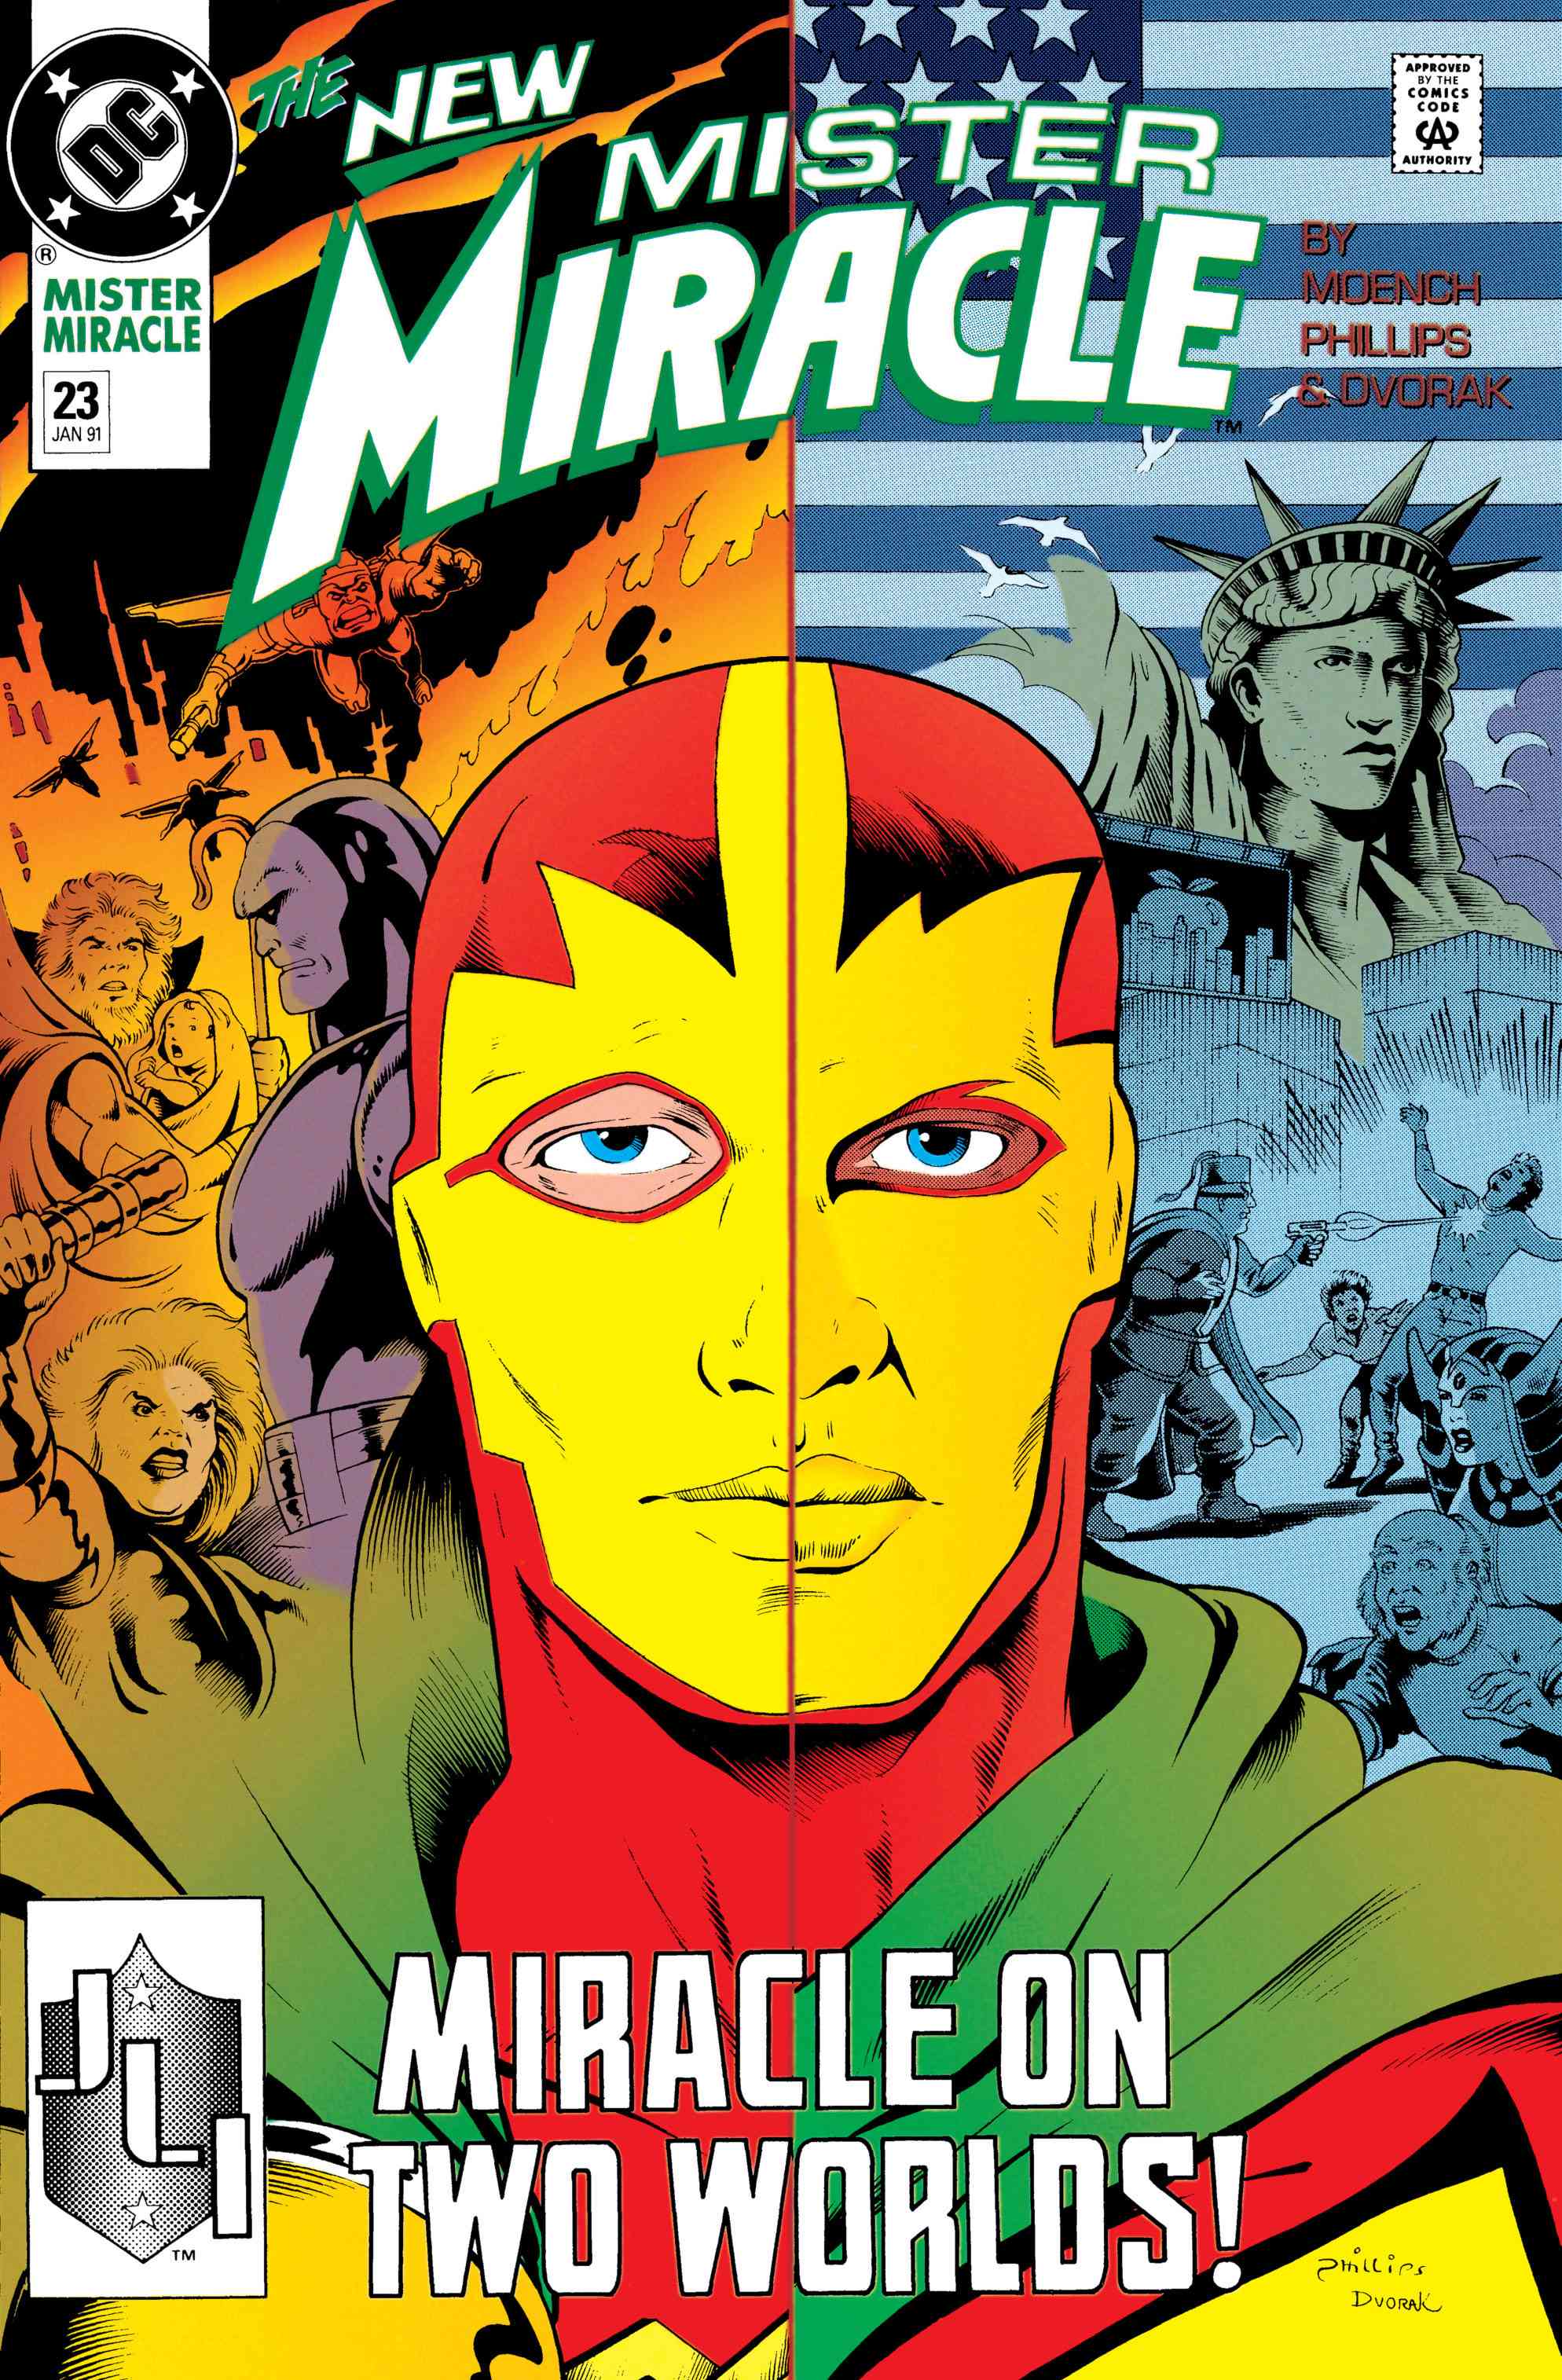 DC
®
MISTER
MIRACLE
23
JAN 91
THE NEW
MISTER
MIRACLE
TM
APPROVED
BY THE
COMICS
CODE
CA
AUTHORITY
BY
MOENCH
PHILLIPS
& DVORAK
JLI
TM
MIRACLE ON
TWO WORLDS!
PHILLIPS
DVORAK